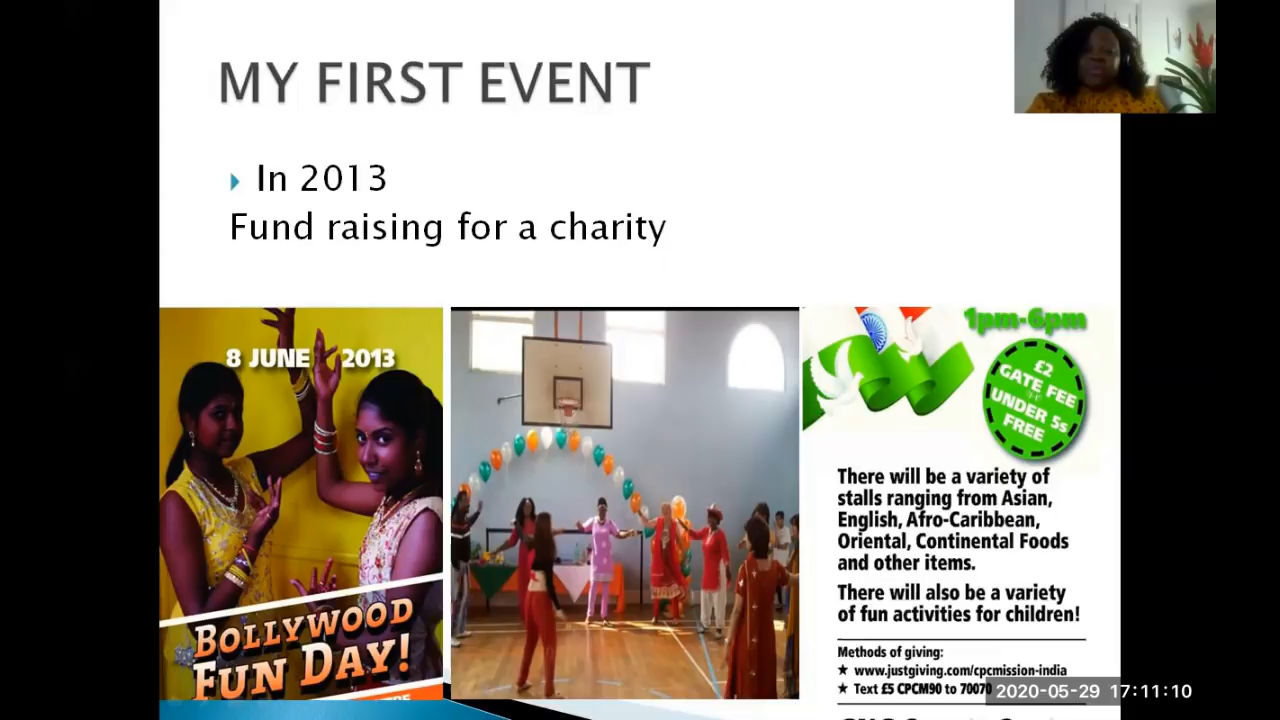 MY FIRST EVENT
In 2013
Fund raising for a charity
8 JUNE 2013
BOLLYWOOD
FUN DAY!
1pm-6pm
£2
GATE FEE
UNDER 5s
FREE
There will be a variety of
stalls ranging from Asian,
English, Afro-Caribbean,
Oriental, Continental Foods
and other items.
There will also be a variety
of fun activities for children!
Methods of giving:
★ www.justgiving.com/cpcmission-india
★ Text £5 CPCM90 to 70070
2020-05-29 17:11:10